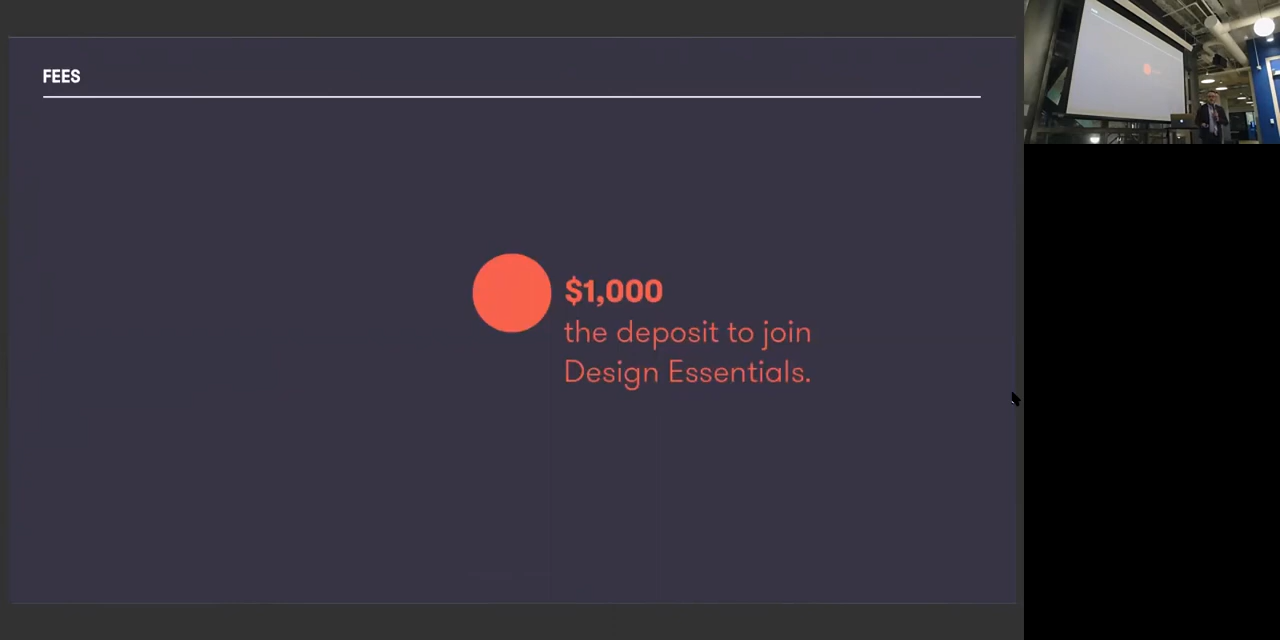 FEES
$1,000
the deposit to join
Design Essentials.